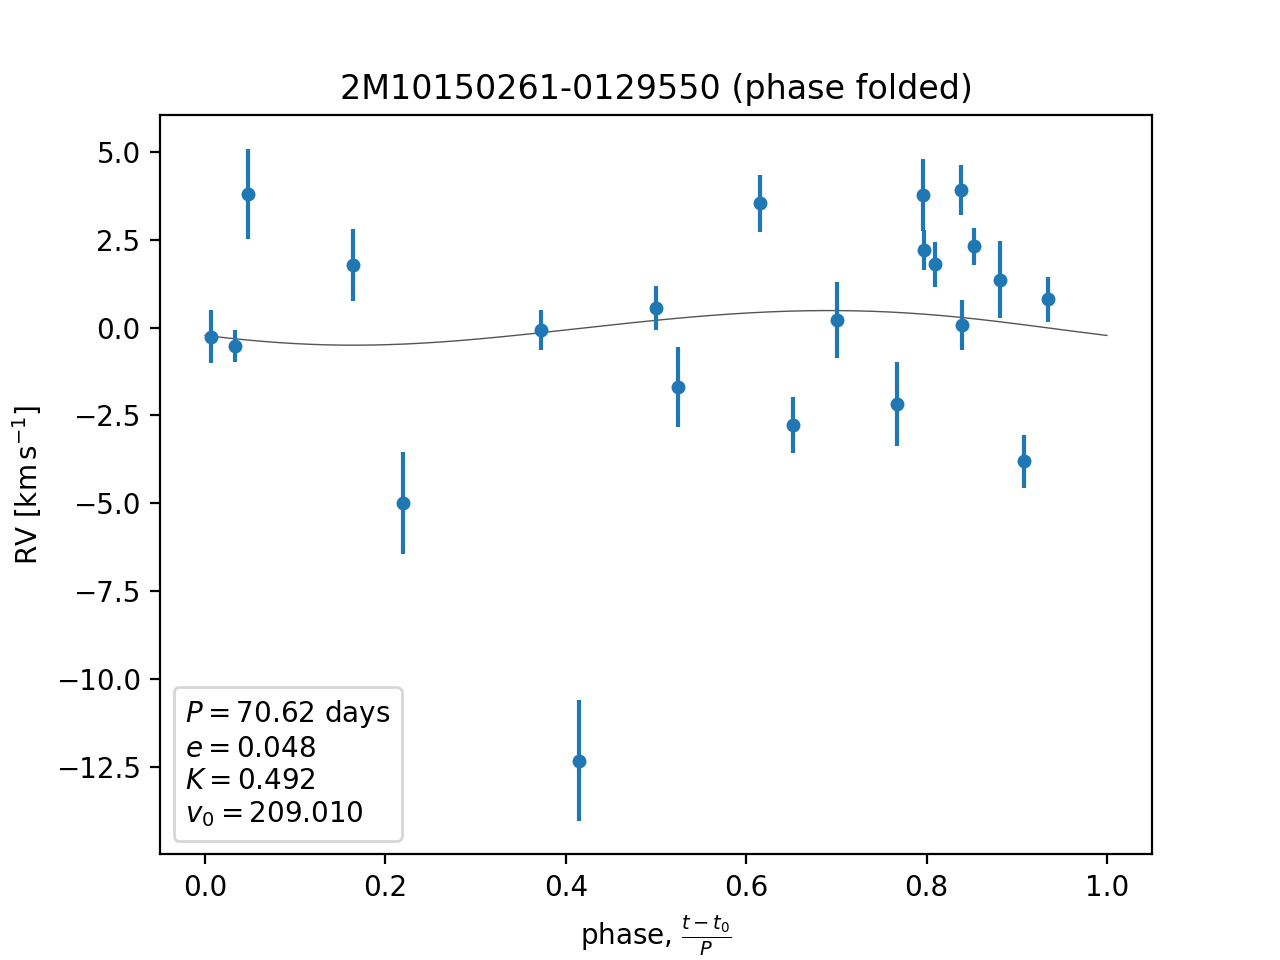 2M10150261-0129550 (phase folded)
5.0
2.5
0.0
−2.5
−5.0
−7.5
−10.0
−12.5
RV [km s⁻¹]
P = 70.62 days
e = 0.048
K = 0.492
v₀ = 209.010
0.0 0.2 0.4 0.6 0.8 1.0
phase, (t − t₀)/P